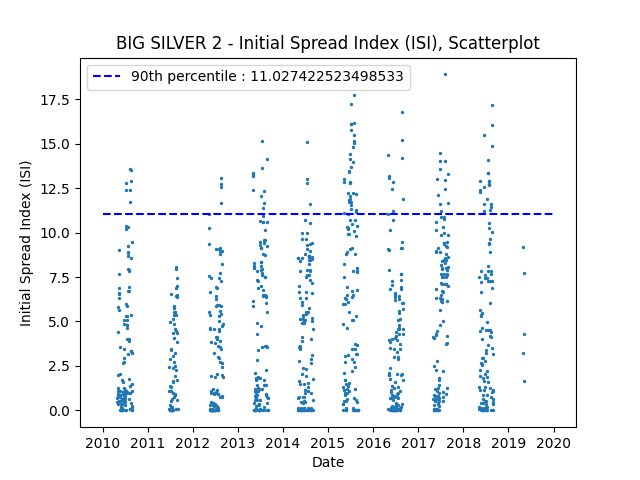 BIG SILVER 2 - Initial Spread Index (ISI), Scatterplot
90th percentile : 11.027422523498533
17.5
15.0
12.5
10.0
7.5
5.0
2.5
0.0
Initial Spread Index (ISI)
2010 2011 2012 2013 2014 2015 2016 2017 2018 2019 2020
Date